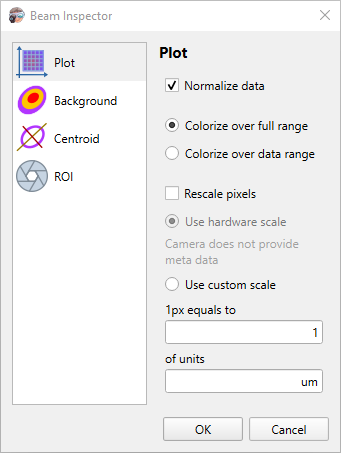 Beam Inspector
Plot
Background
Centroid
ROI
Plot
Normalize data
Colorize over full range
Colorize over data range
Rescale pixels
Use hardware scale
Camera does not provide
meta data
Use custom scale
1px equals to
1
of units
um
OK
Cancel